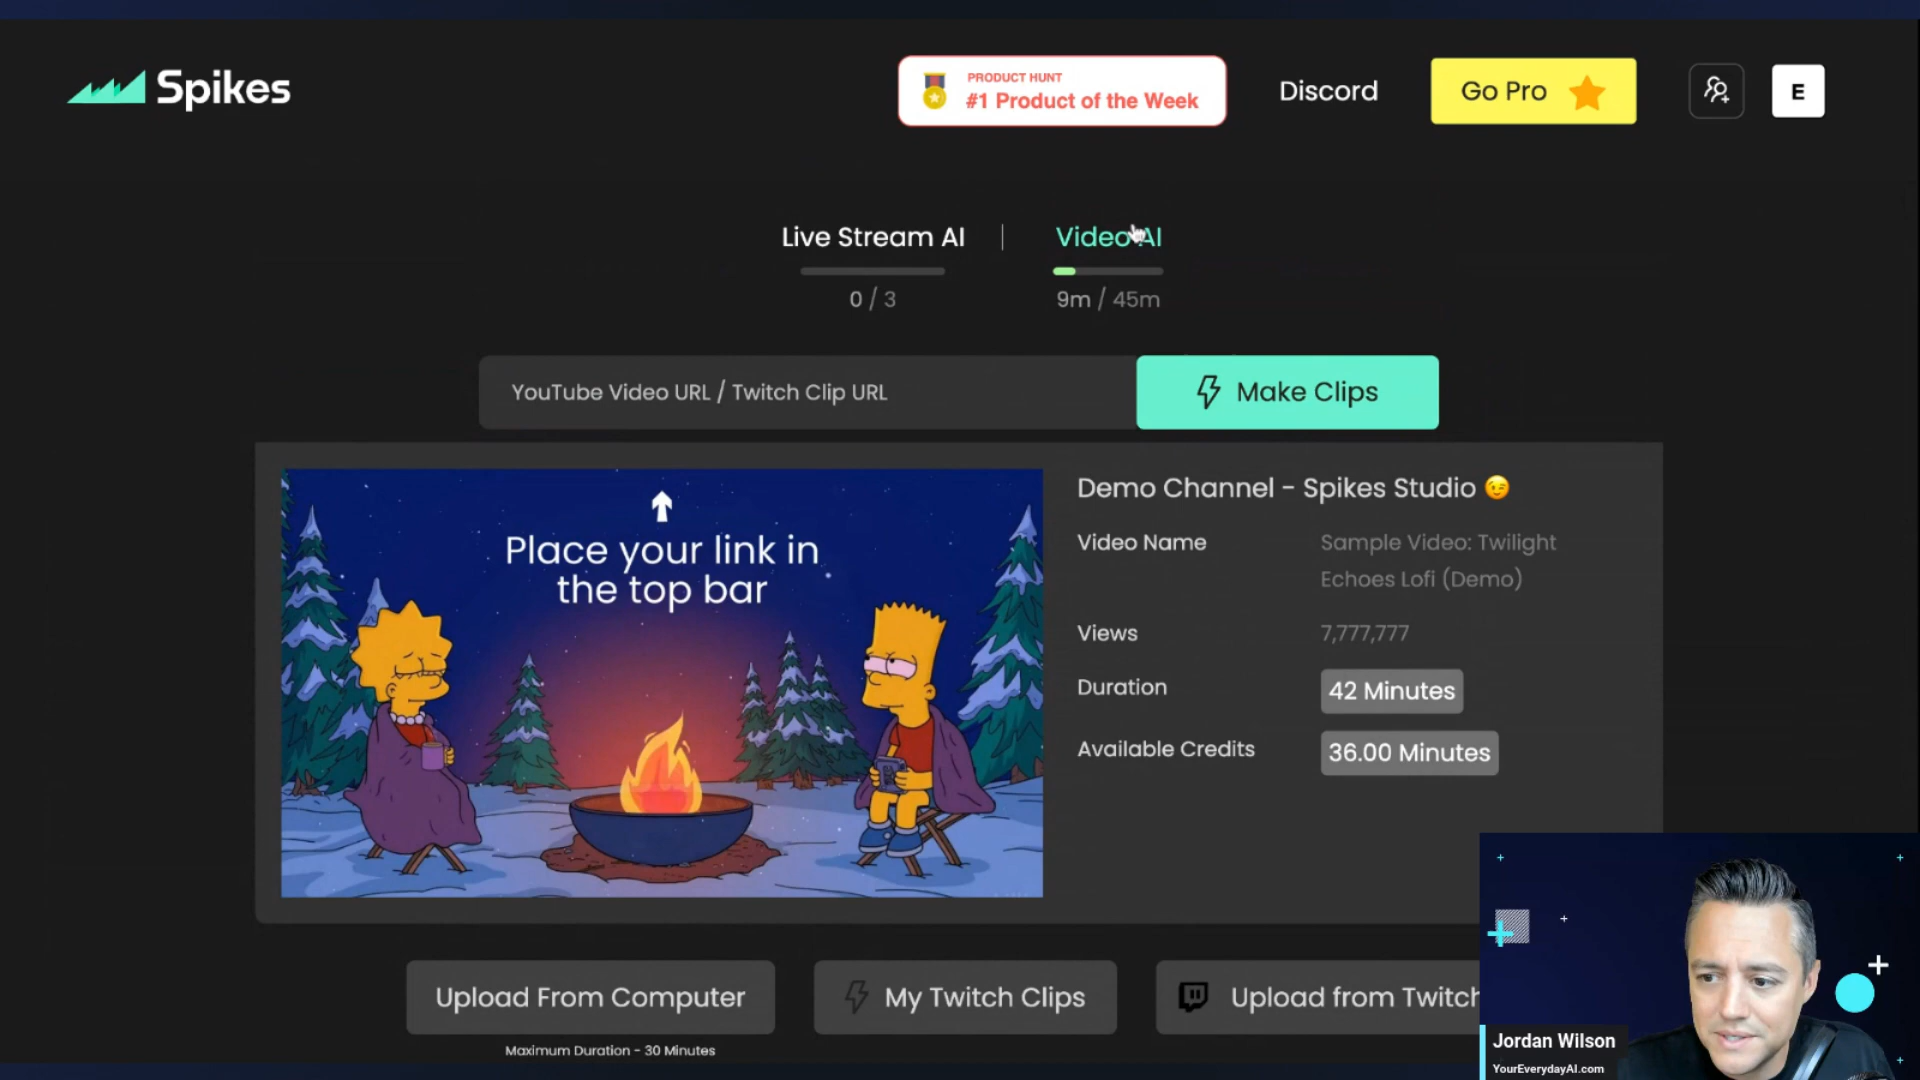 Spikes
PRODUCT HUNT
#1 Product of the Week
Discord
Go Pro
E
Live Stream AI
Video AI
0 / 3
9m / 45m
YouTube Video URL / Twitch Clip URL
Make Clips
Place your link in
the top bar
Demo Channel - Spikes Studio 😉
Video Name
Sample Video: Twilight
Echoes Lofi (Demo)
Views
7,777,777
Duration
42 Minutes
Available Credits
36.00 Minutes
Upload From Computer
My Twitch Clips
Upload from Twitch
Maximum Duration - 30 Minutes
Jordan Wilson
YourEverydayAI.com